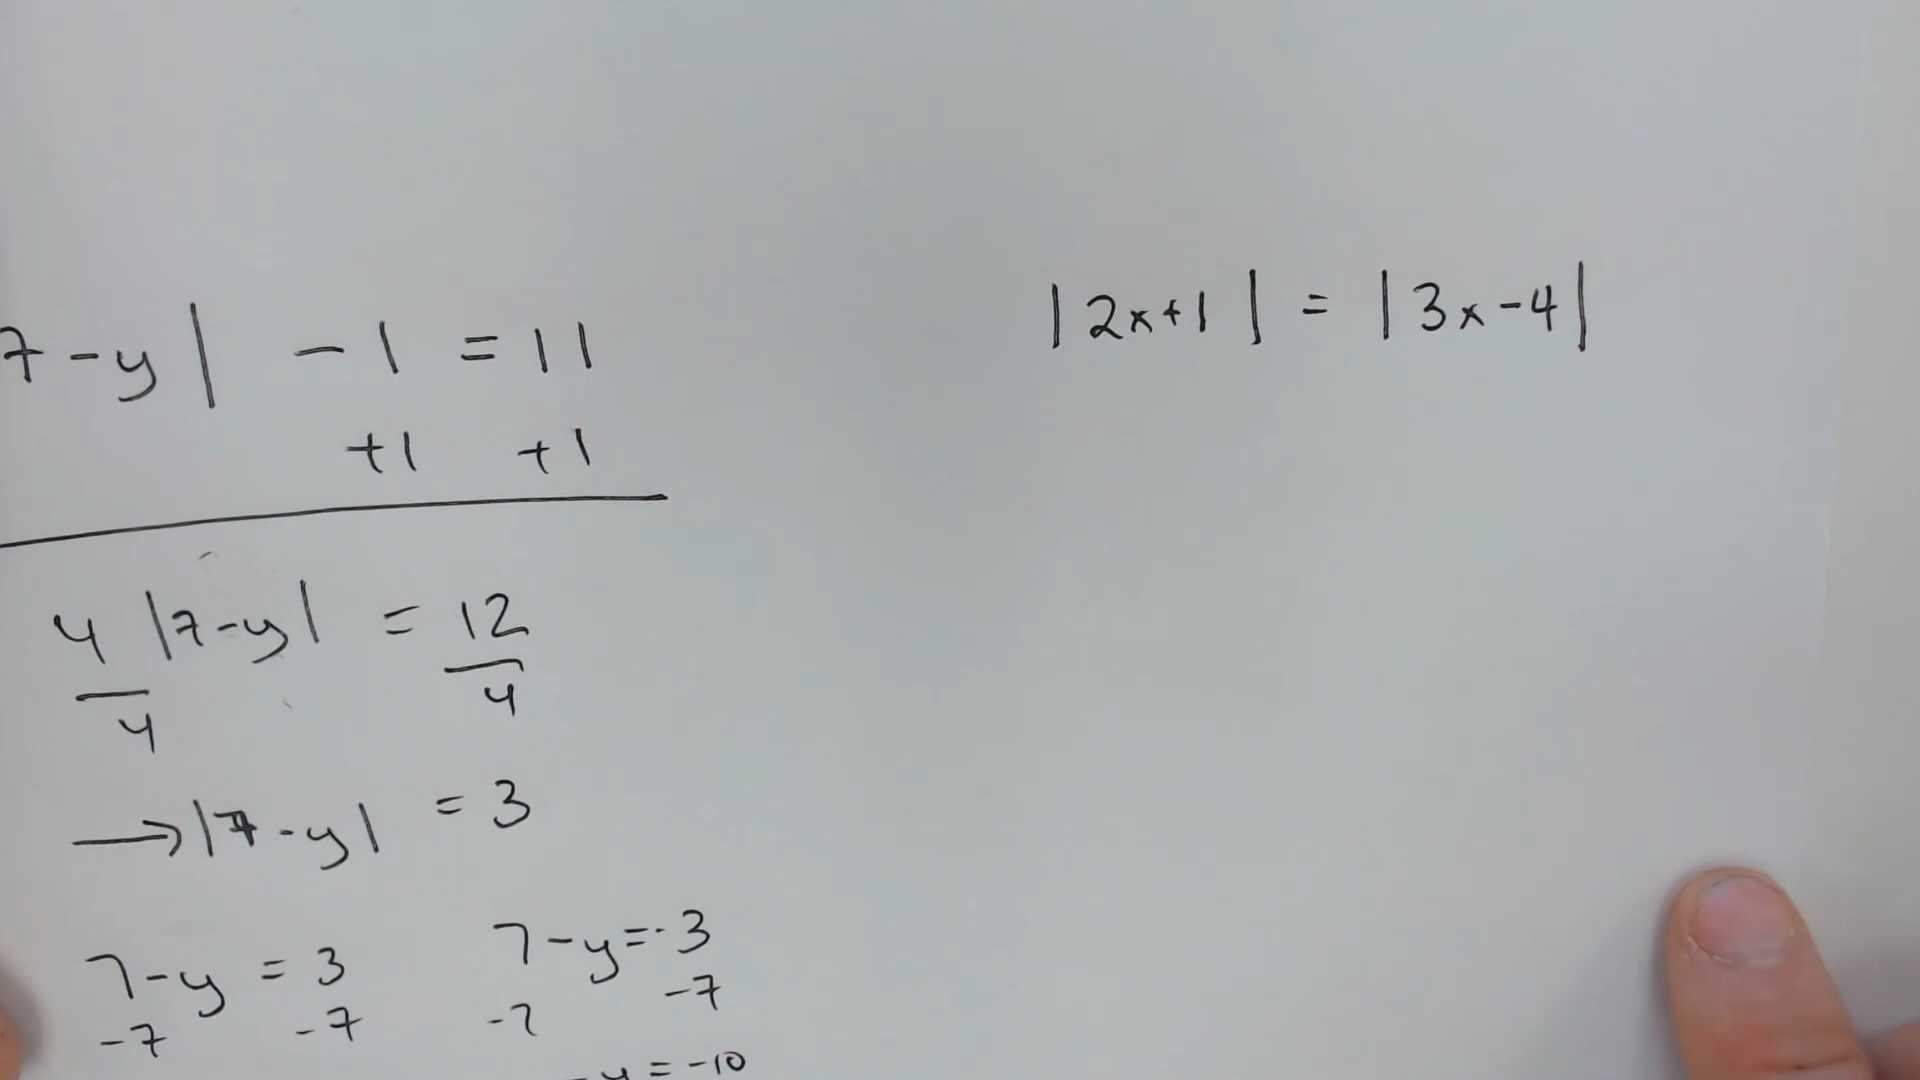 7-y| -1 = 11
+1 +1
4 |7-y| = 12
4 4
→ |7-y| = 3
7-y = 3 7-y = -3
-7 -7 -7 -7
-y = -10
|2x+1| = |3x-4|